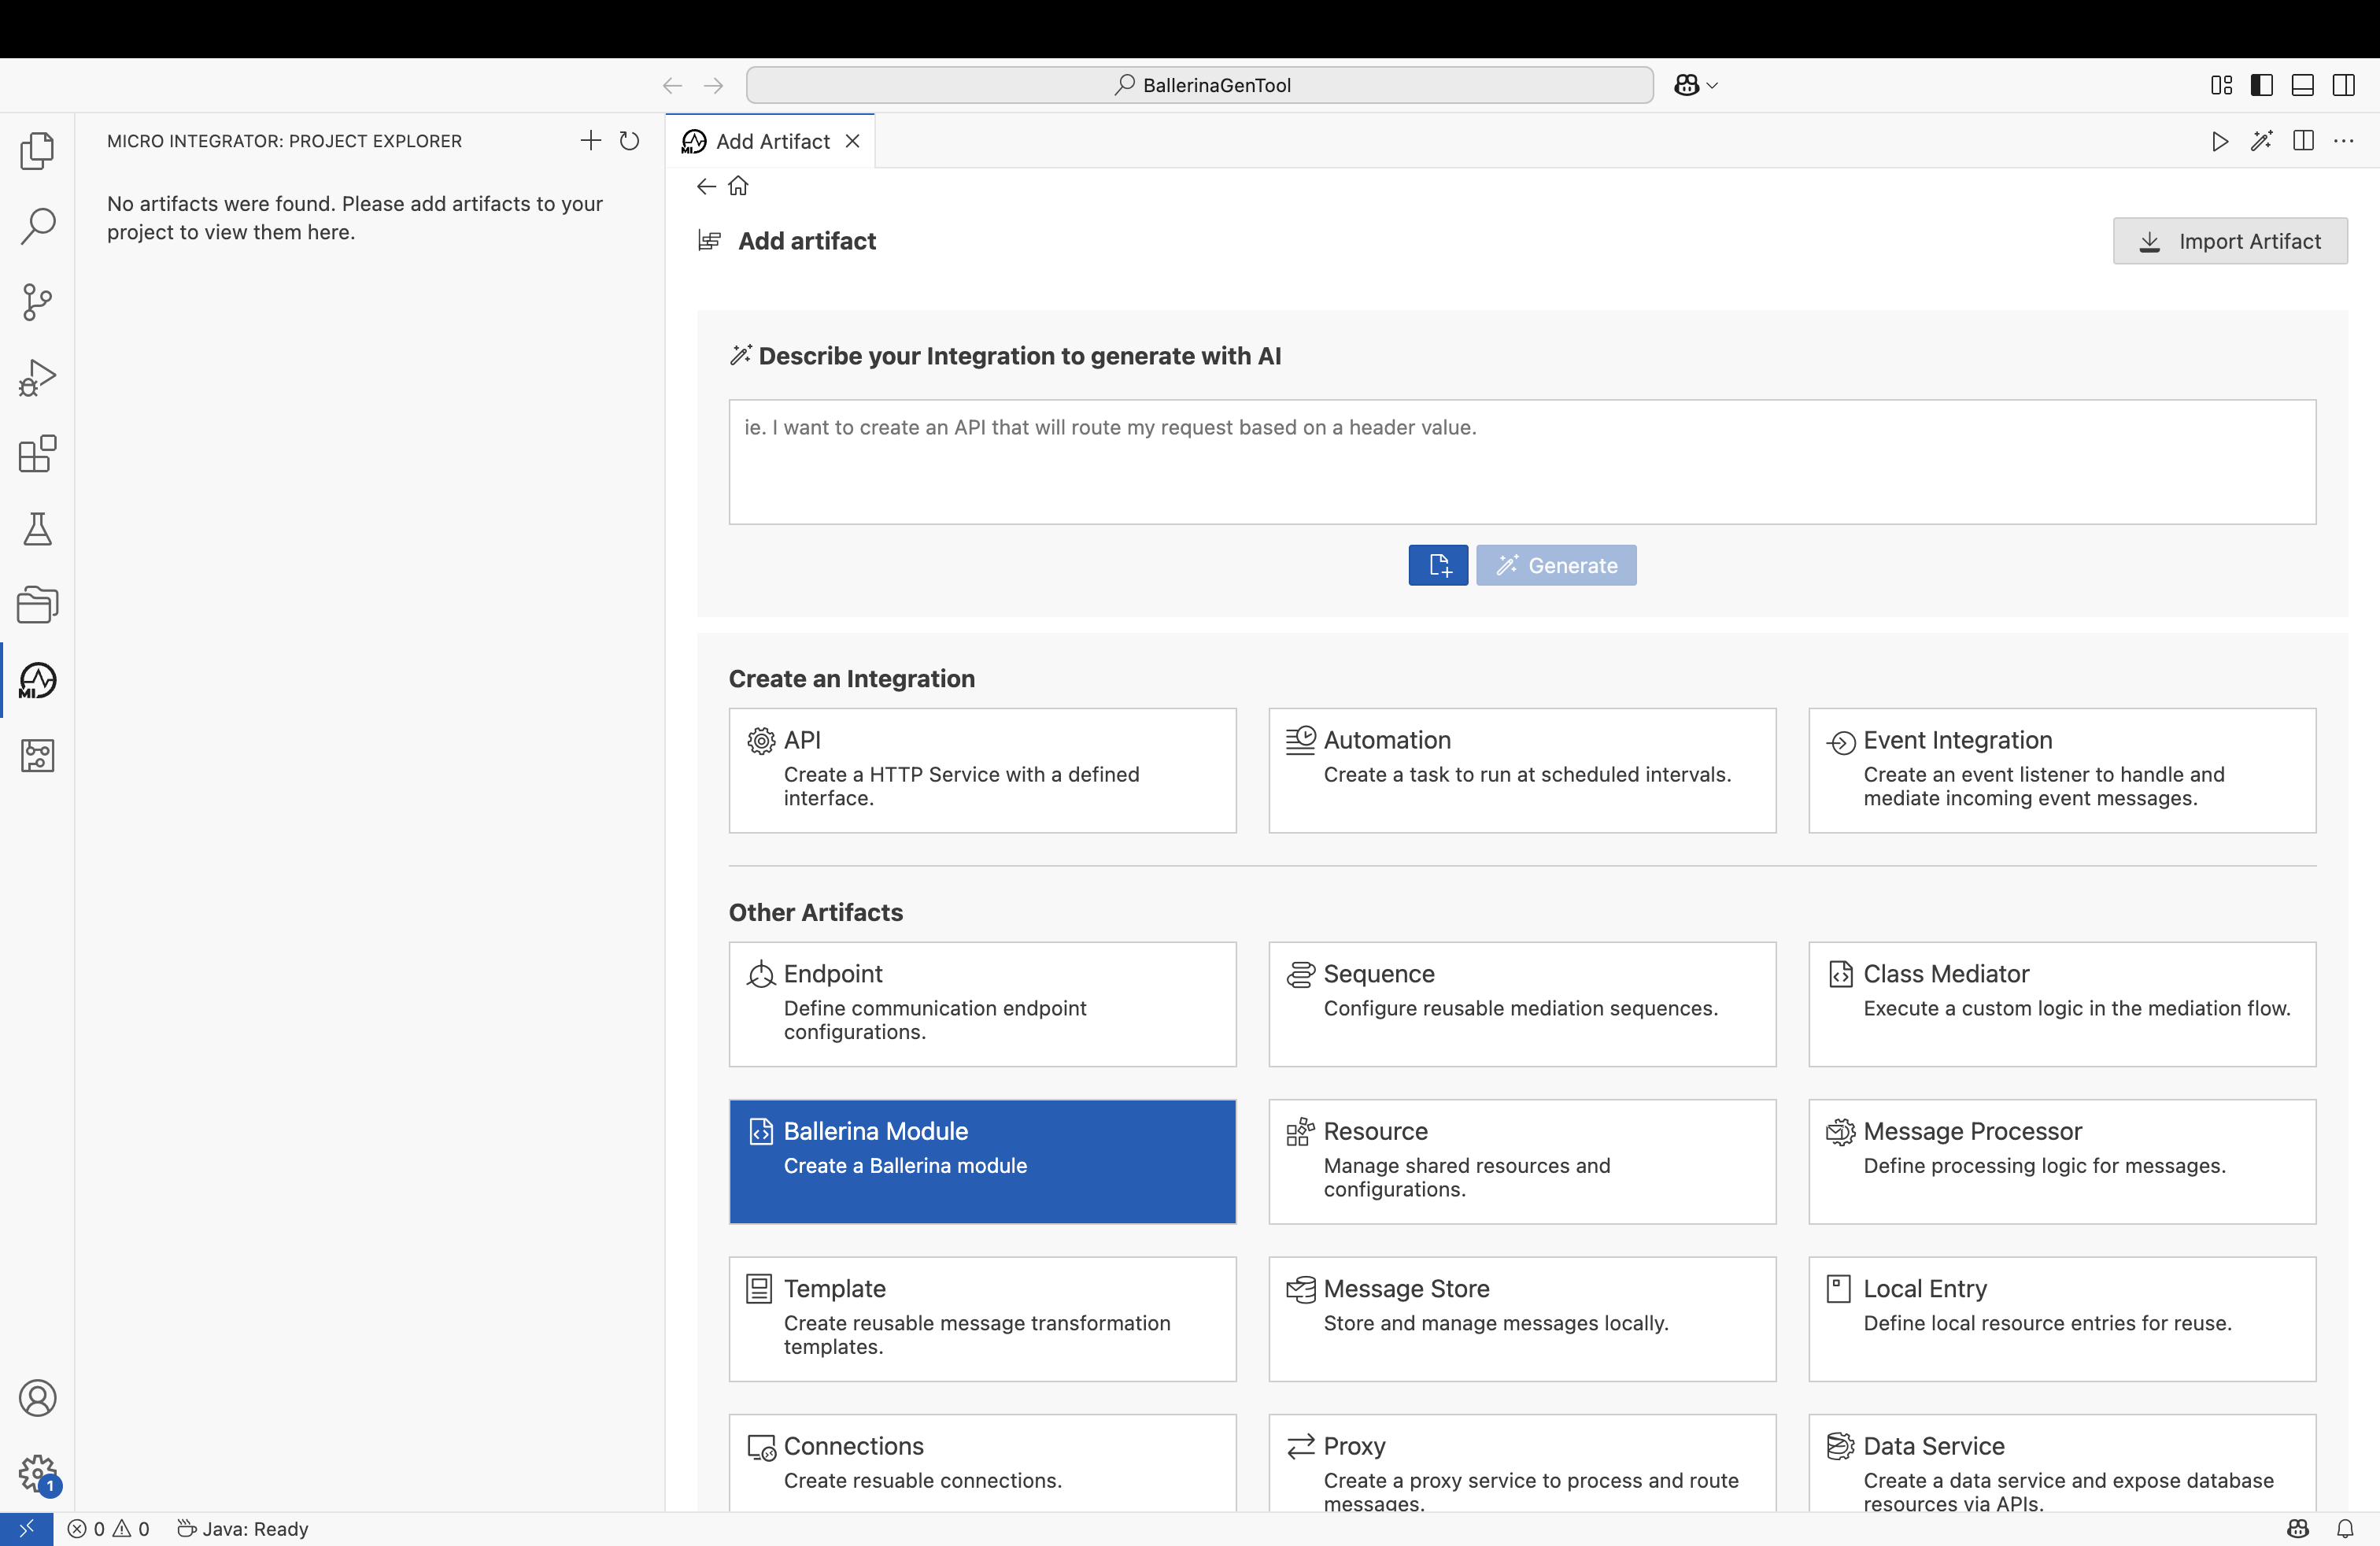 BallerinaGenTool
MICRO INTEGRATOR: PROJECT EXPLORER
No artifacts were found. Please add artifacts to your
project to view them here.
MI
1
Add Artifact
Add artifact
Import Artifact
Describe your Integration to generate with AI
ie. I want to create an API that will route my request based on a header value.
Generate
Create an Integration
API
Create a HTTP Service with a defined
interface.
Automation
Create a task to run at scheduled intervals.
Event Integration
Create an event listener to handle and
mediate incoming event messages.
Other Artifacts
Endpoint
Define communication endpoint
configurations.
Sequence
Configure reusable mediation sequences.
Class Mediator
Execute a custom logic in the mediation flow.
Ballerina Module
Create a Ballerina module
Resource
Manage shared resources and
configurations.
Message Processor
Define processing logic for messages.
Template
Create reusable message transformation
templates.
Message Store
Store and manage messages locally.
Local Entry
Define local resource entries for reuse.
Connections
Create resuable connections.
Proxy
Create a proxy service to process and route
messages.
Data Service
Create a data service and expose database
resources via APIs.
0 0 Java: Ready